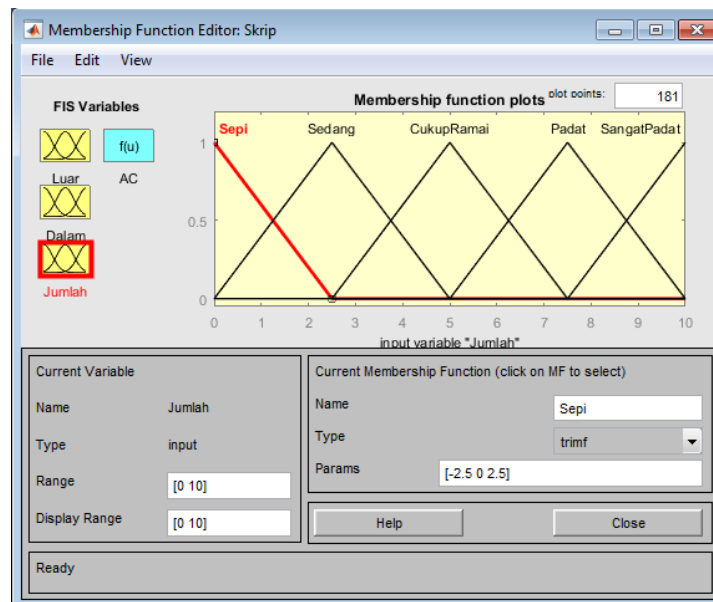 Membership Function Editor: Skrip
File Edit View
FIS Variables
f(u)
Luar AC
Dalam
Jumlah
Membership function plots
plot points: 181
Sepi Sedang CukupRamai Padat SangatPadat
1
0.5
0
0 1 2 3 4 5 6 7 8 9 10
input variable "Jumlah"
Current Variable
Name Jumlah
Type input
Range [0 10]
Display Range [0 10]
Current Membership Function (click on MF to select)
Name Sepi
Type trimf
Params [-2.5 0 2.5]
Help Close
Ready